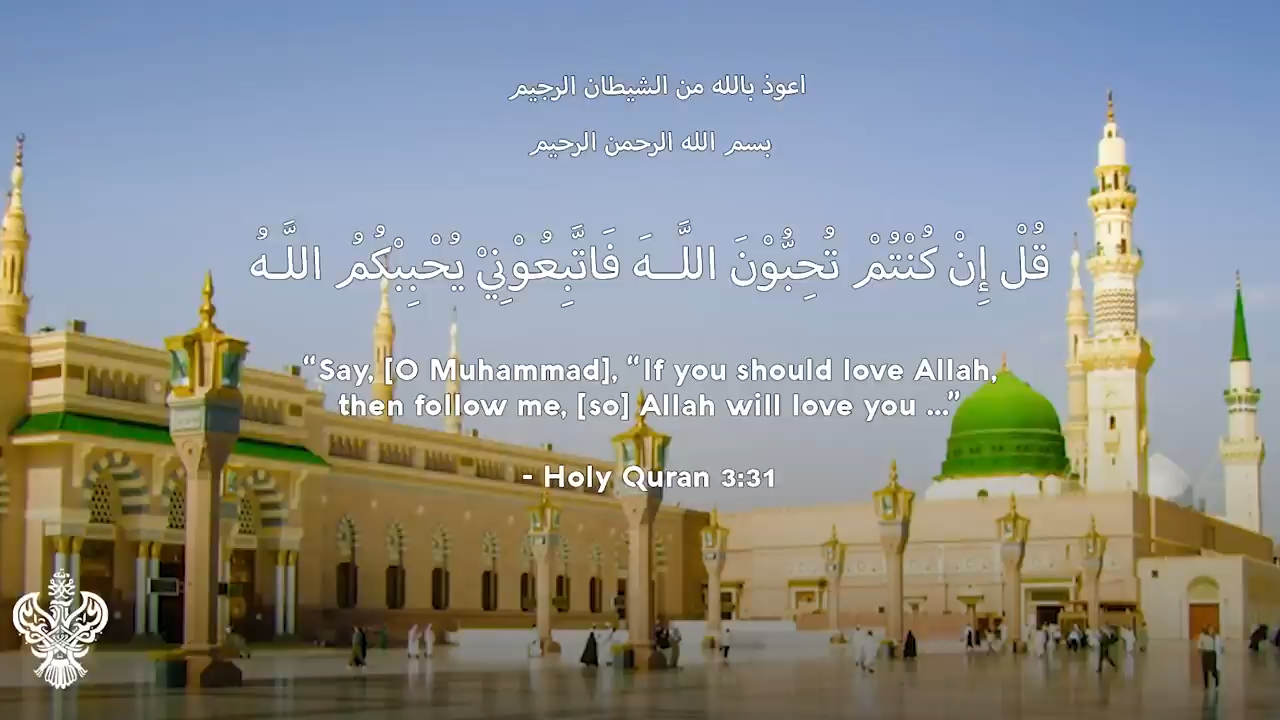 اعوذ بالله من الشيطان الرجيم
بسم الله الرحمن الرحيم
قُلْ إِنْ كُنْتُمْ تُحِبُّوْنَ اللَّهَ فَاتَّبِعُوْنِيْ يُحْبِبْكُمُ اللَّهُ
“Say, [O Muhammad], “If you should love Allah,
then follow me, [so] Allah will love you ...”
- Holy Quran 3:31